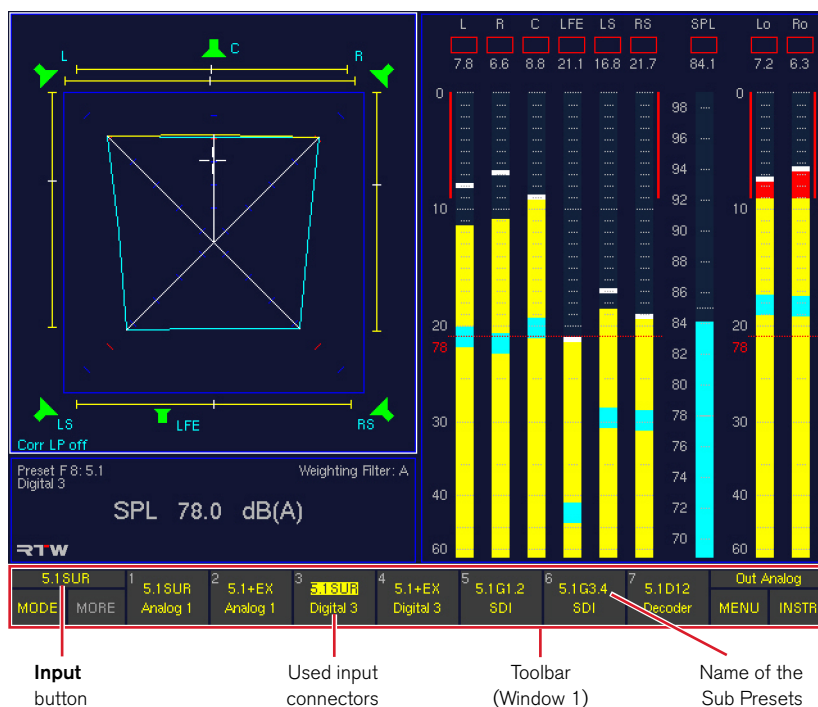 L R C LFE LS RS SPL Lo Ro
7.8 6.6 8.8 21.1 16.8 21.7 84.1 7.2 6.3
L C R
LS LFE RS
Corr LP off
0
10
20
78
30
40
60
98
96
94
92
90
88
86
84
82
80
78
76
74
72
70
0
10
20
78
30
40
60
Preset F 8: 5.1 Weighting Filter: A
Digital 3
SPL 78.0 dB(A)
RTW
5.1SUR
MODE MORE
1 5.1SUR
Analog 1
2 5.1+EX
Analog 1
3 5.1SUR
Digital 3
4 5.1+EX
Digital 3
5 5.1G1.2
SDI
6 5.1G3.4
SDI
7 5.1D12
Decoder
Out Analog
MENU INSTR
Input
button
Used input
connectors
Toolbar
(Window 1)
Name of the
Sub Presets